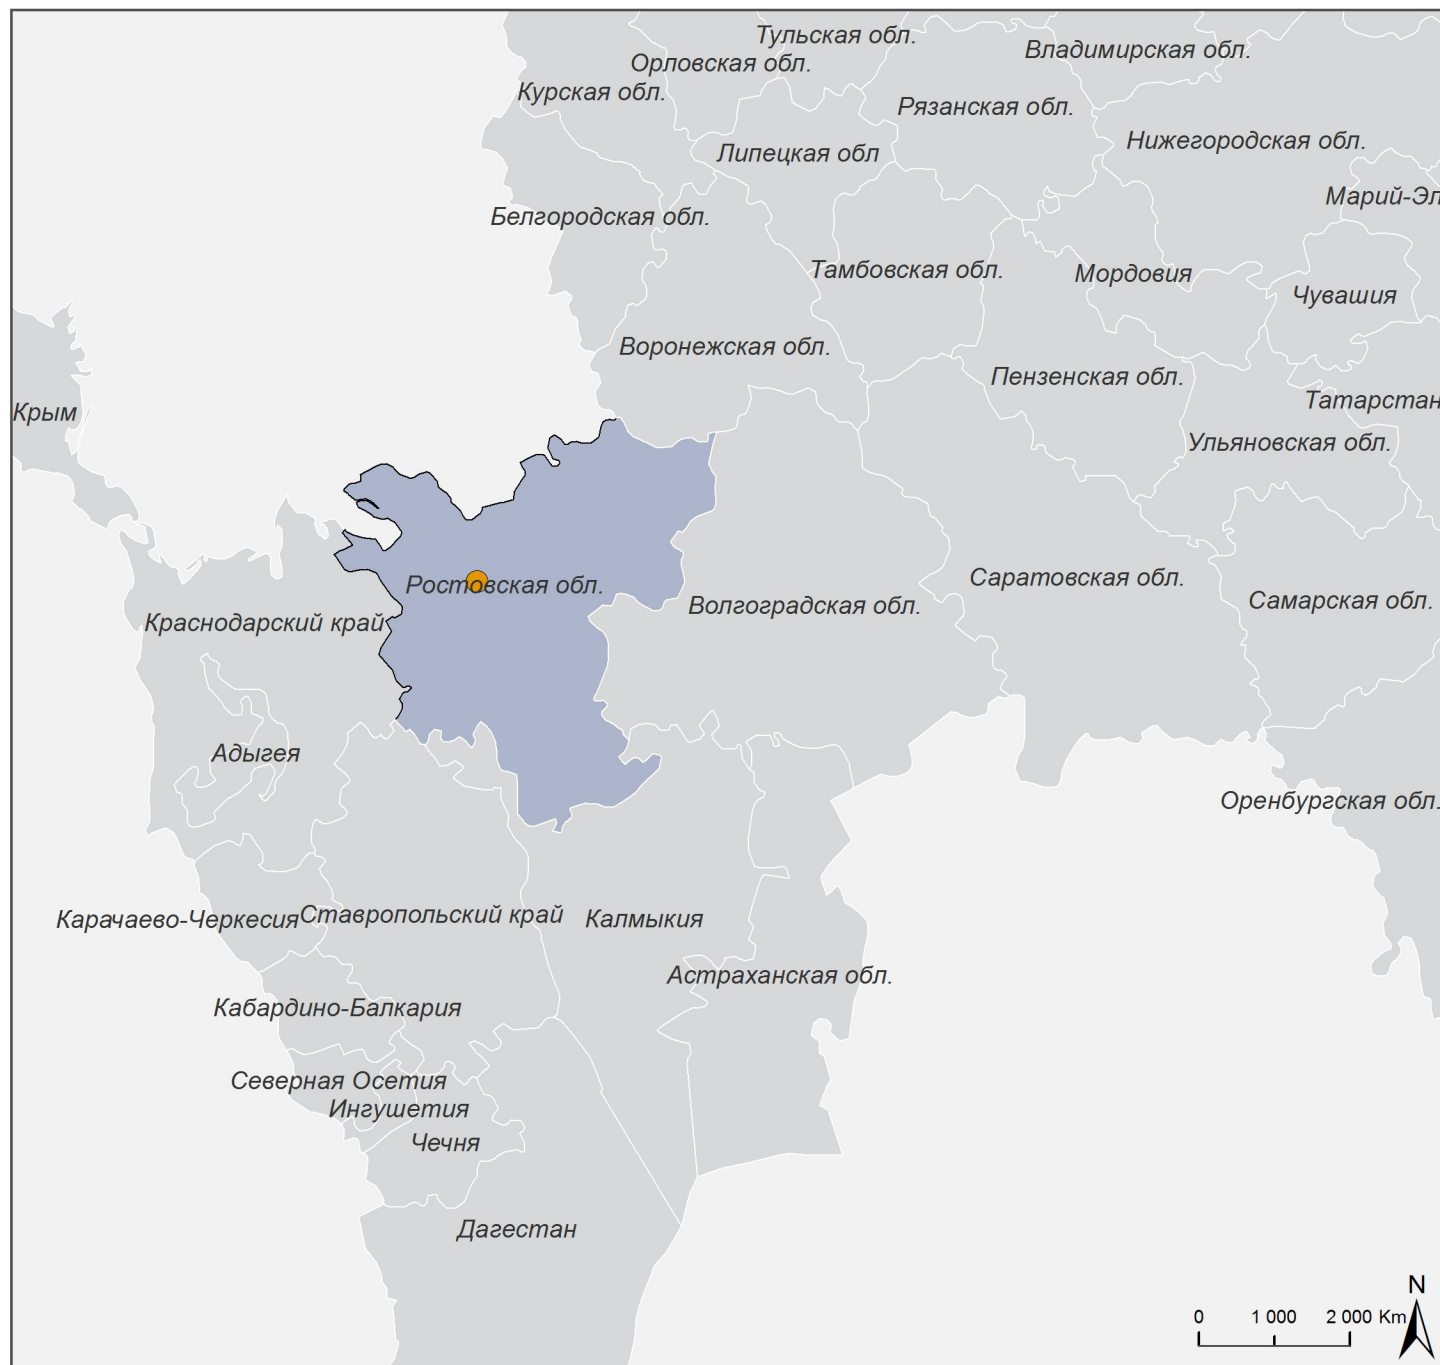 Тульская обл.
Владимирская обл.
Орловская обл.
Курская обл.
Рязанская обл.
Нижегородская обл.
Липецкая обл
Марий-Эл
Белгородская обл.
Тамбовская обл.
Мордовия
Чувашия
Воронежская обл.
Пензенская обл.
Татарстан
Крым
Ульяновская обл.
Ростовская обл.
Саратовская обл.
Волгоградская обл.
Самарская обл.
Краснодарский край
Адыгея
Оренбургская обл.
Карачаево-Черкесия
Ставропольский край
Калмыкия
Астраханская обл.
Кабардино-Балкария
Северная Осетия
Ингушетия
Чечня
Дагестан
N
0 1 000 2 000 Km